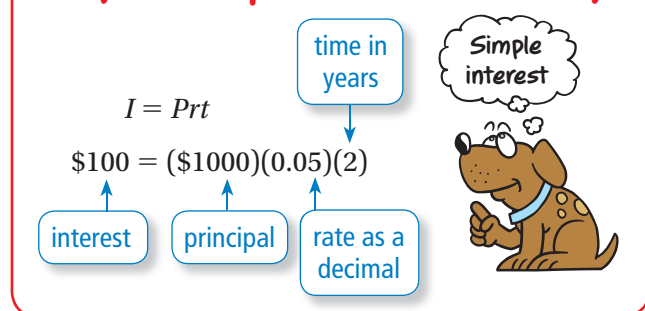 time in
years
Simple
interest
I = Prt
$100 = ($1000)(0.05)(2)
interest
principal
rate as a
decimal